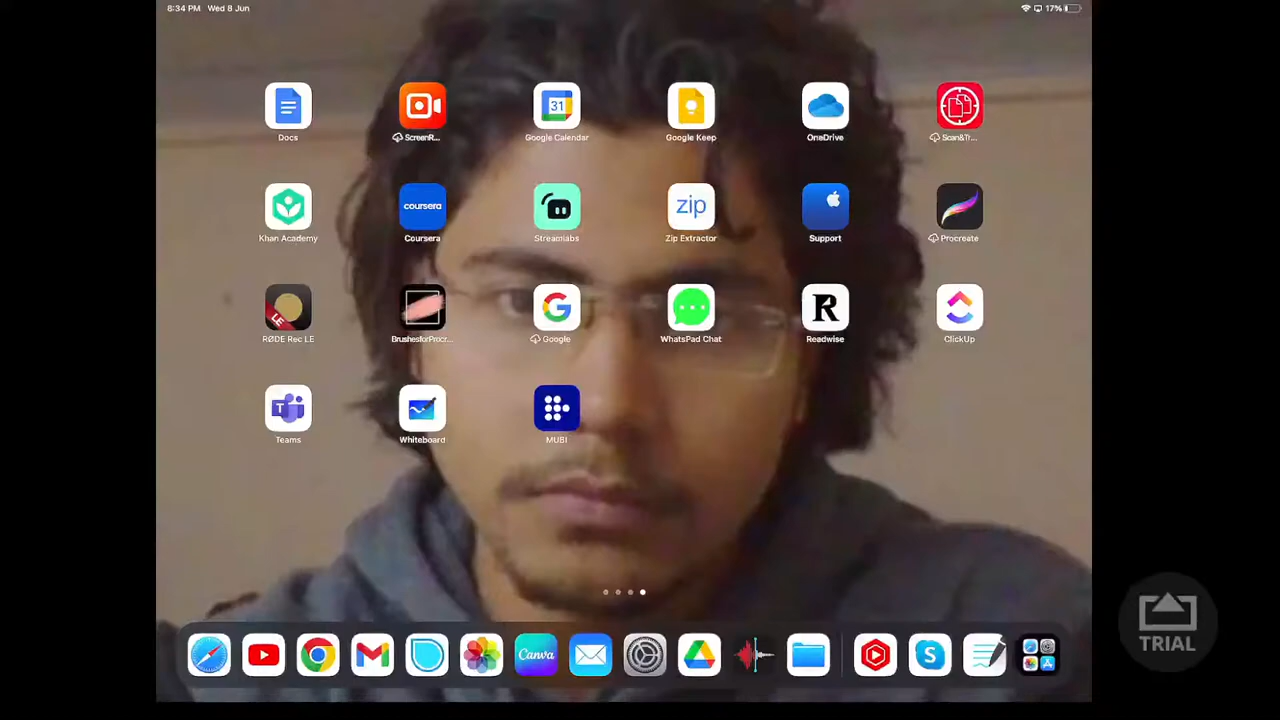 8:34 PM Wed 8 Jun
17%
Docs
ScreenR...
31
Google Calendar
Google Keep
OneDrive
Scan&Tr...
Khan Academy
coursera
Coursera
Streamlabs
zip
Zip Extractor
Support
Procreate
LE
RØDE Rec LE
BrushesforProcr...
G
Google
WhatsPad Chat
R
Readwise
ClickUp
T
Teams
Whiteboard
MUBI
Canva
S
TRIAL